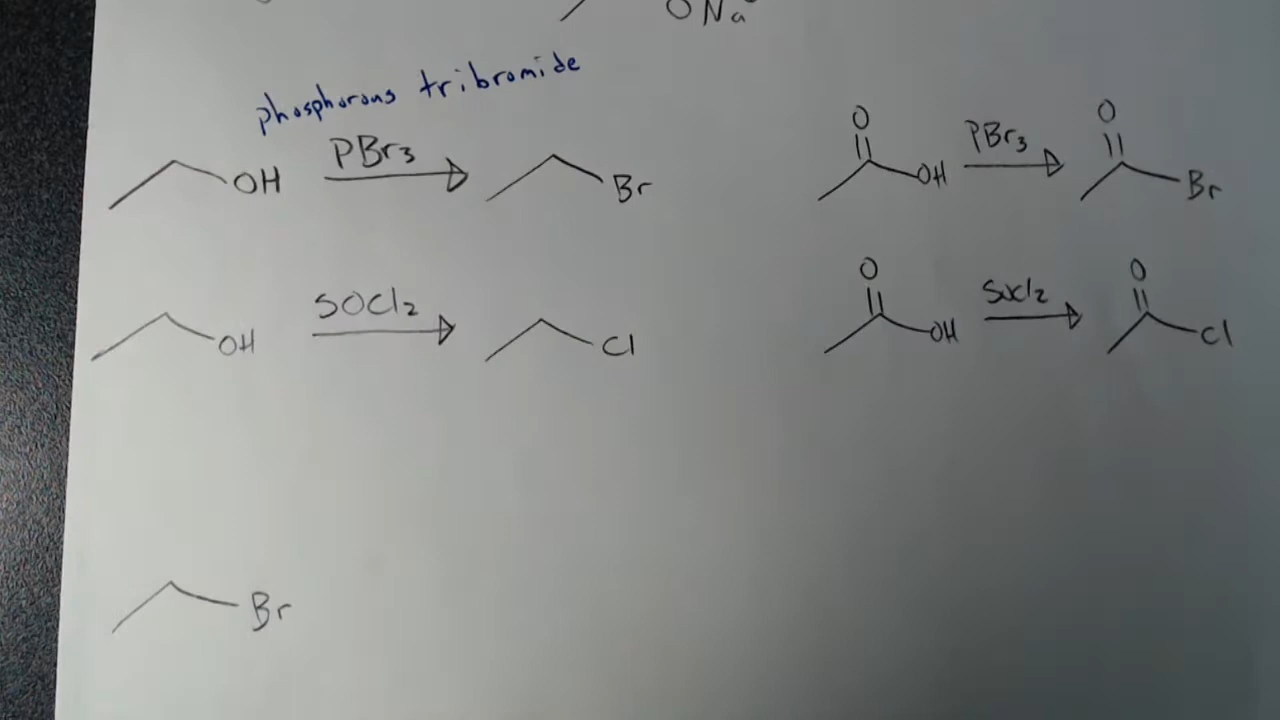 ONa
phosphorous tribromide
OH PBr3 Br
O OH PBr3 O Br
OH SOCl2 Cl
O OH SOCl2 O Cl
Br